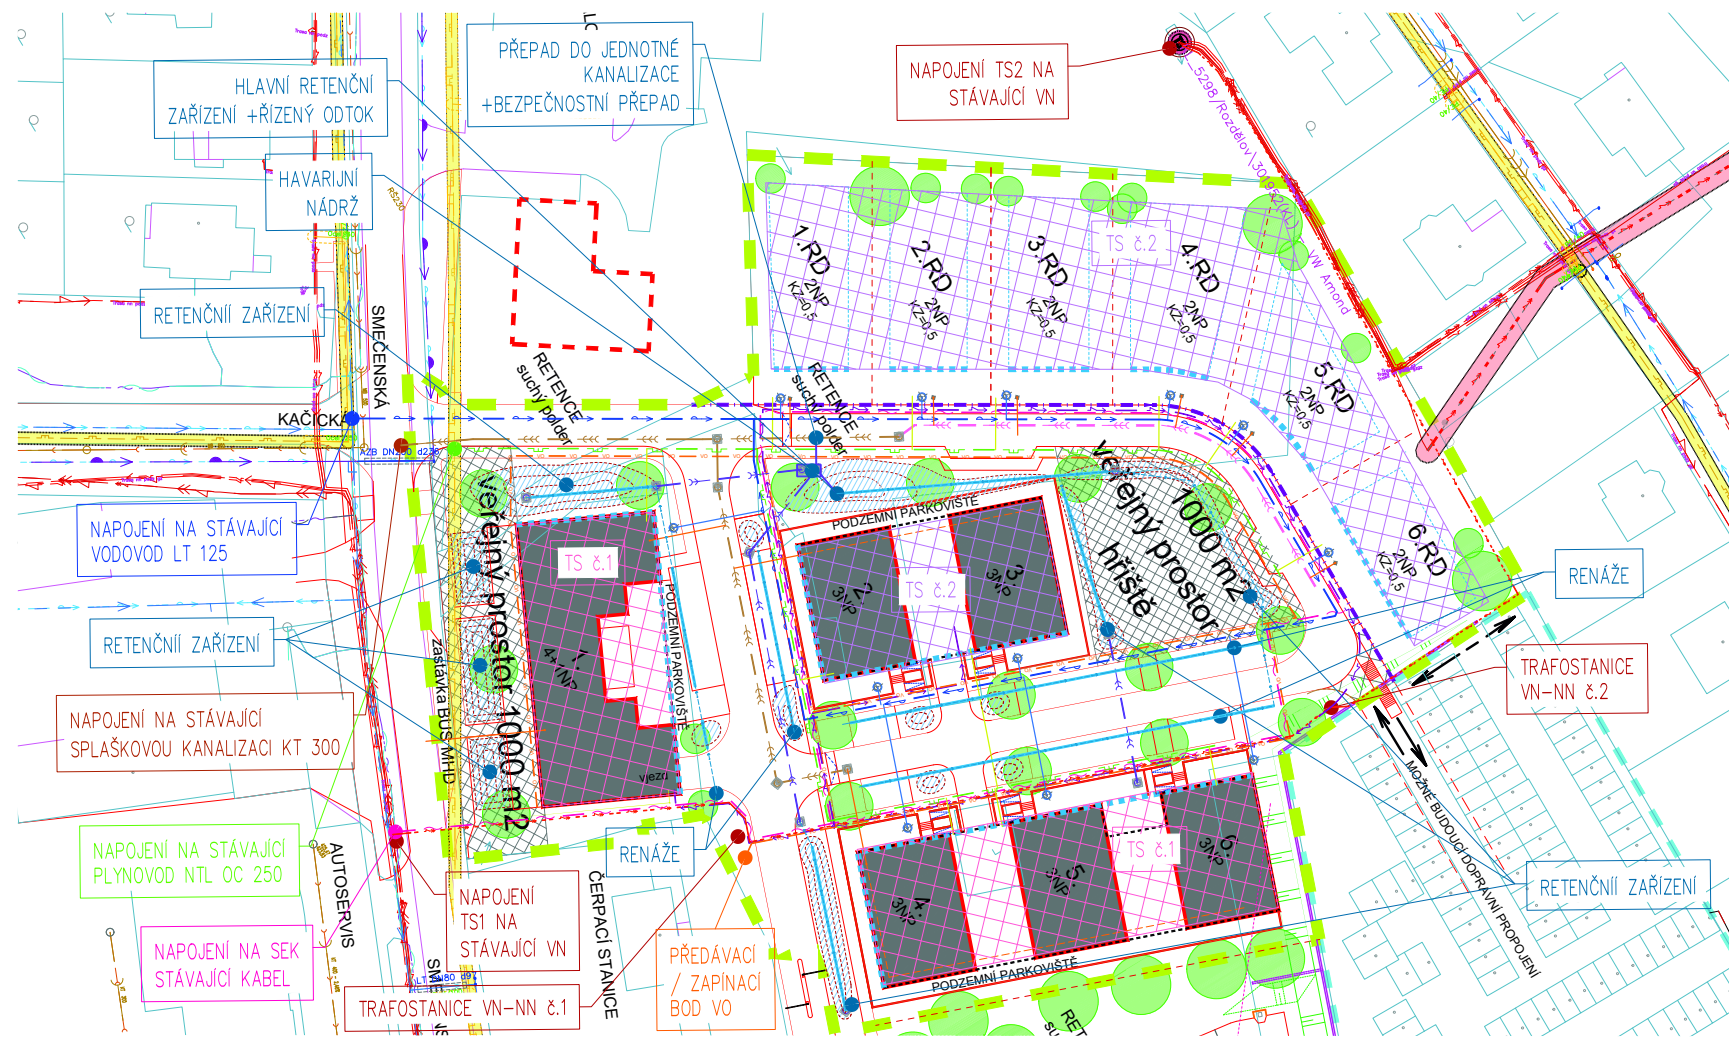 PŘEPAD DO JEDNOTNÉ
KANALIZACE
+BEZPEČNOSTNÍ PŘEPAD
HLAVNÍ RETENČNÍ
ZAŘÍZENÍ +ŘÍZENÝ ODTOK
NAPOJENÍ TS2 NA
STÁVAJÍCÍ VN
HAVARIJNÍ
NÁDRŽ
RETENČNÍÍ ZAŘÍZENÍ
SMEČENSKÁ
KAČICKÁ
RETENCE
suchý polder
RETENCE
suchý polder
1.RD
2NP
KZ=0,5
2.RD
2NP
KZ=0,5
3.RD
2NP
KZ=0,5
TS č.2
4.RD
2NP
KZ=0,5
5.RD
2NP
KZ=0,5
6.RD
2NP
KZ=0,5
NAPOJENÍ NA STÁVAJÍCÍ
VODOVOD LT 125
RETENČNÍÍ ZAŘÍZENÍ
NAPOJENÍ NA STÁVAJÍCÍ
SPLAŠKOVOU KANALIZACI KT 300
NAPOJENÍ NA STÁVAJÍCÍ
PLYNOVOD NTL OC 250
NAPOJENÍ NA SEK
STÁVAJÍCÍ KABEL
AUTOSERVIS
NAPOJENÍ
TS1 NA
STÁVAJÍCÍ VN
TRAFOSTANICE VN-NN č.1
ČERPACÍ STANICE
RENÁŽE
PŘEDÁVACÍ
/ ZAPÍNACÍ
BOD VO
veřejný prostor 1000 m2
zastávka BUS MHD
TS č.1
7.
4+1NP
vjezd
PODZEMNÍ PARKOVIŠTĚ
PODZEMNÍ PARKOVIŠTĚ
2.
3NP
TS č.2
3.
3NP
veřejný prostor
1000 m2
hřiště
4.
3NP
5.
3NP
TS č.1
6.
3NP
PODZEMNÍ PARKOVIŠTĚ
RENÁŽE
TRAFOSTANICE
VN-NN č.2
RETENČNÍÍ ZAŘÍZENÍ
MOŽNÉ BUDOUCÍ DOPRAVNÍ PROPOJENÍ